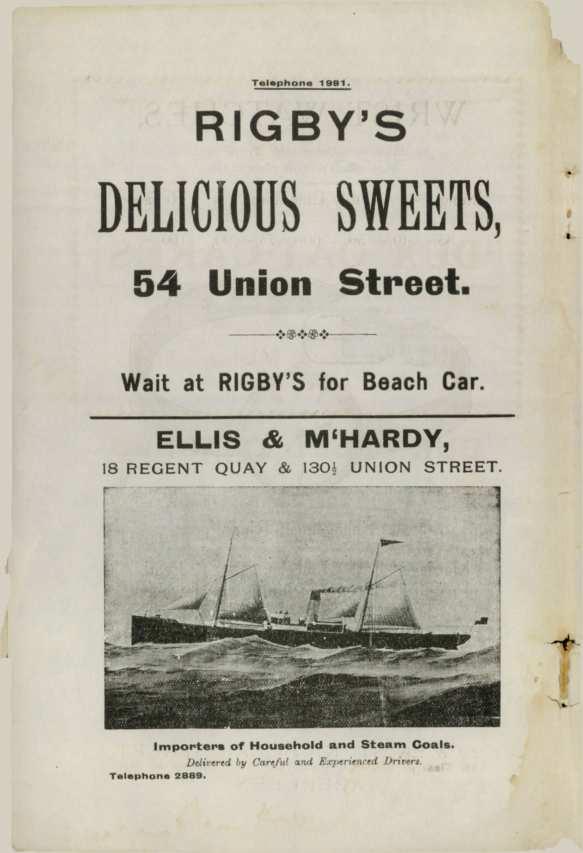 Telephone 1981.
RIGBY'S
DELICIOUS SWEETS,
54 Union Street.
Wait at RIGBY'S for Beach Car.
ELLIS & M‘HARDY,
18 REGENT QUAY & 130½ UNION STREET.
Importers of Household and Steam Coals.
Delivered by Careful and Experienced Drivers.
Telephone 2889.